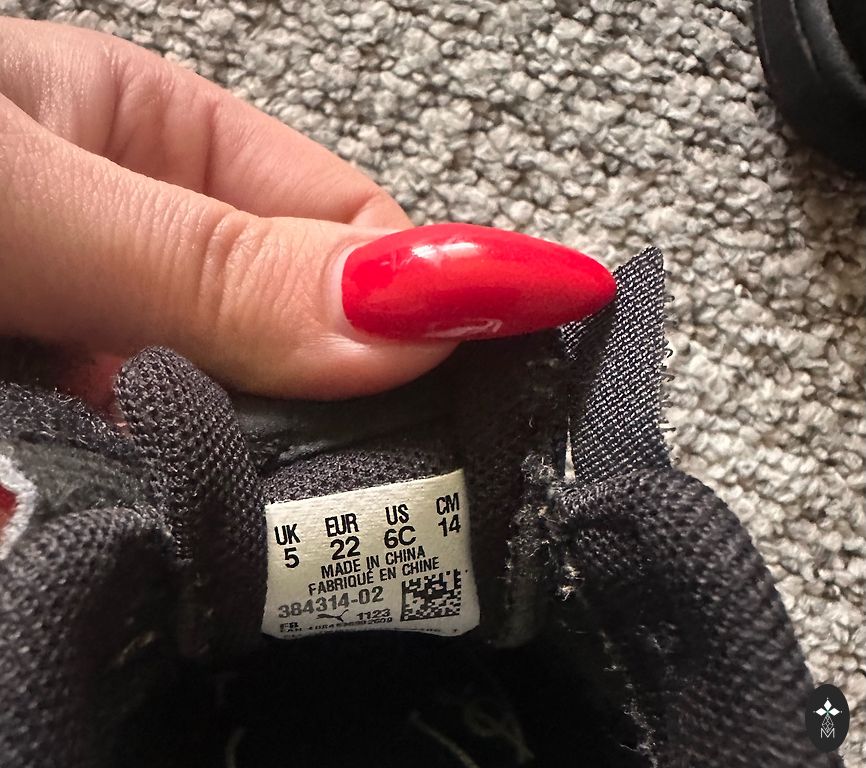 UK EUR US CM
5 22 6C 14
MADE IN CHINA
FABRIQUÉ EN CHINE
384314-02
1123
M